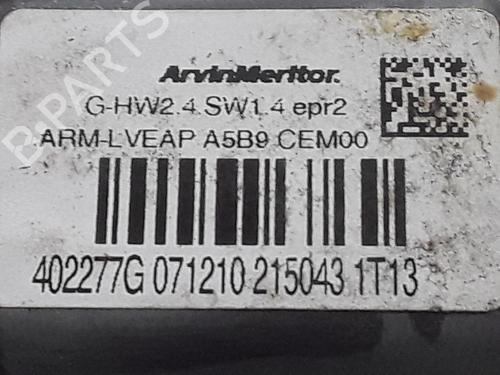 B-PARTS
ArvinMeritor.
G-HW2.4 SW1.4 epr2
ARM-LVEAP A5B9 CEM00
402277G 071210 215043 1T13